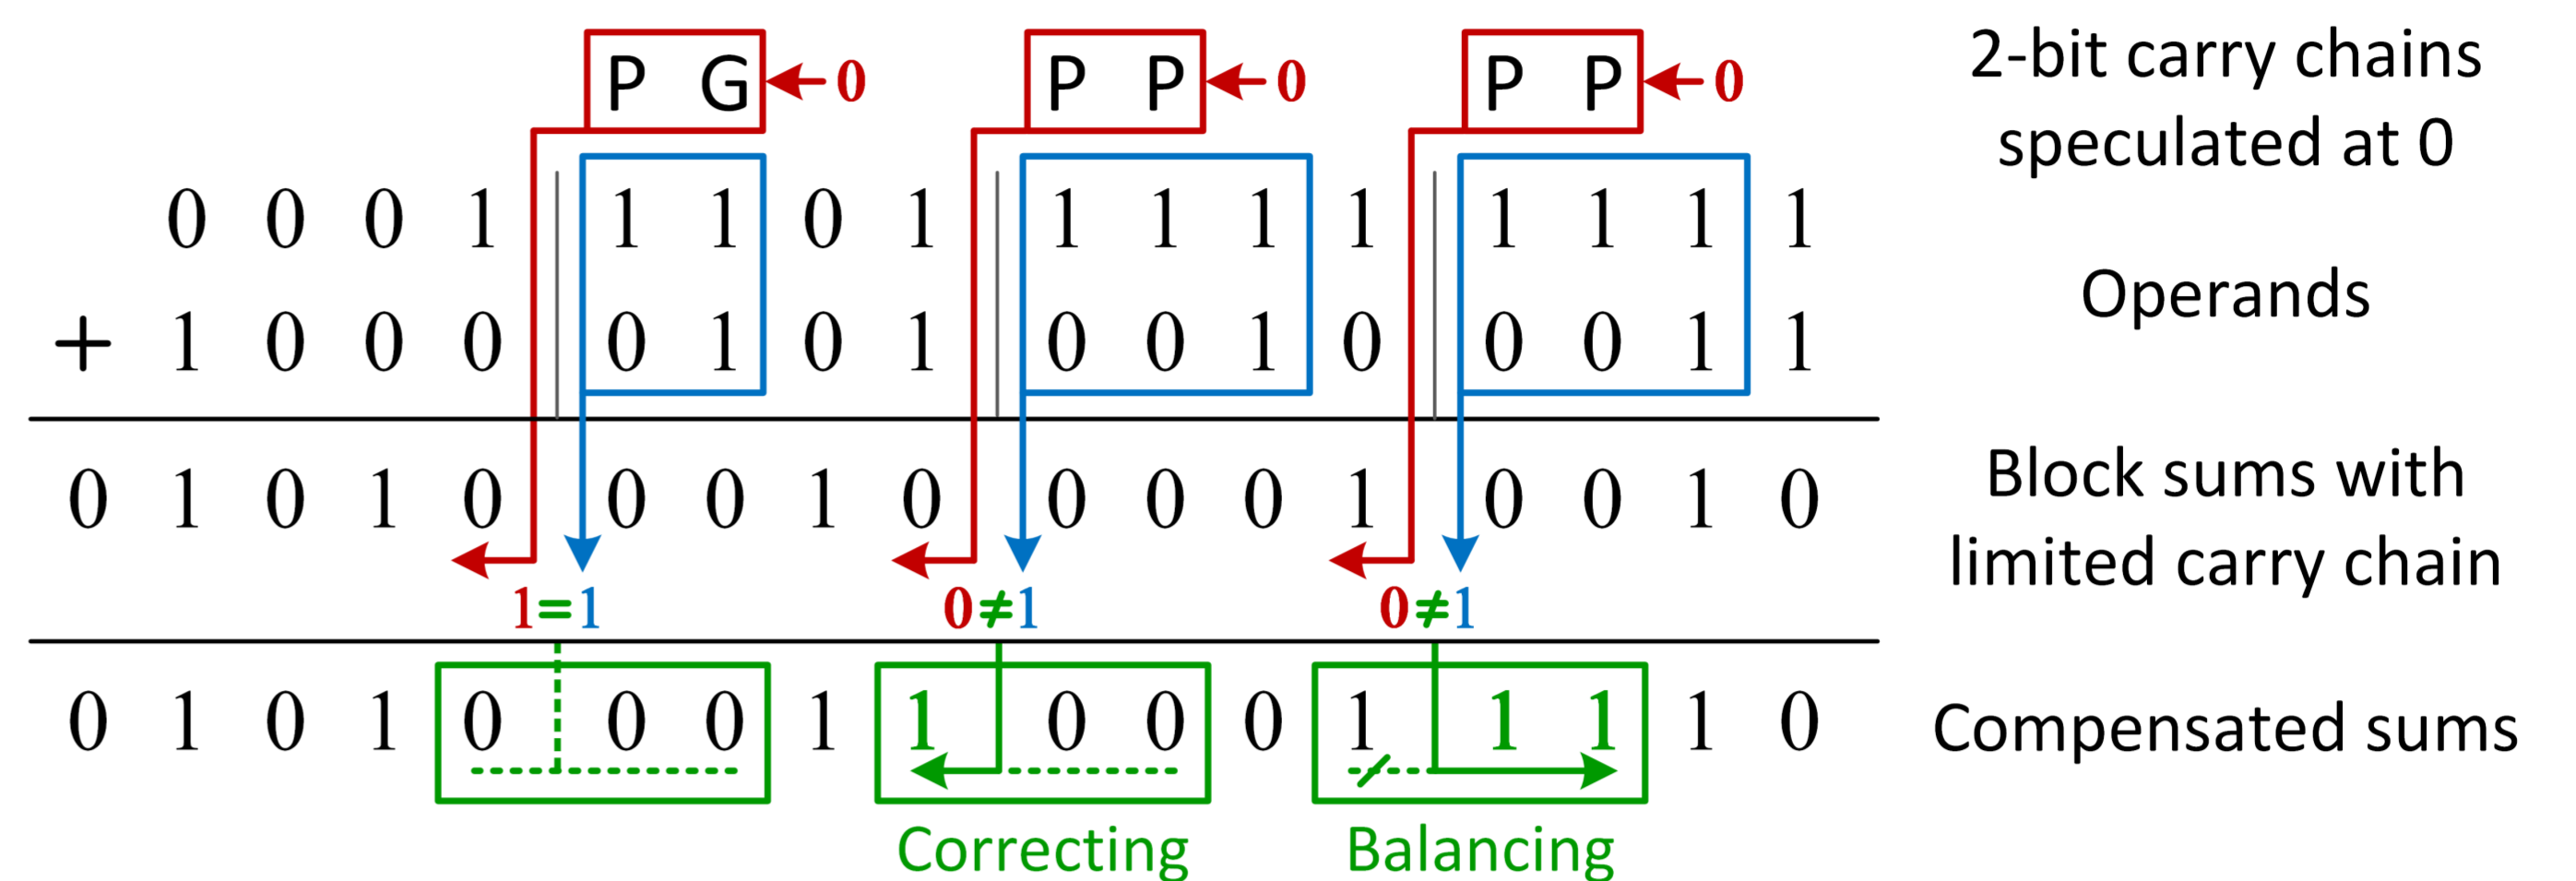 P G ← 0 P P ← 0 P P ← 0 2-bit carry chains
speculated at 0
0 0 0 1 1 1 0 1 1 1 1 1 1 1 1 1
Operands
+ 1 0 0 0 0 1 0 1 0 0 1 0 0 0 1 1
0 1 0 1 0 0 0 1 0 0 0 0 1 0 0 1 0 Block sums with
limited carry chain
1=1 0≠1 0≠1
0 1 0 1 0 0 0 1 1 0 0 0 1 1 1 1 0 Compensated sums
Correcting Balancing